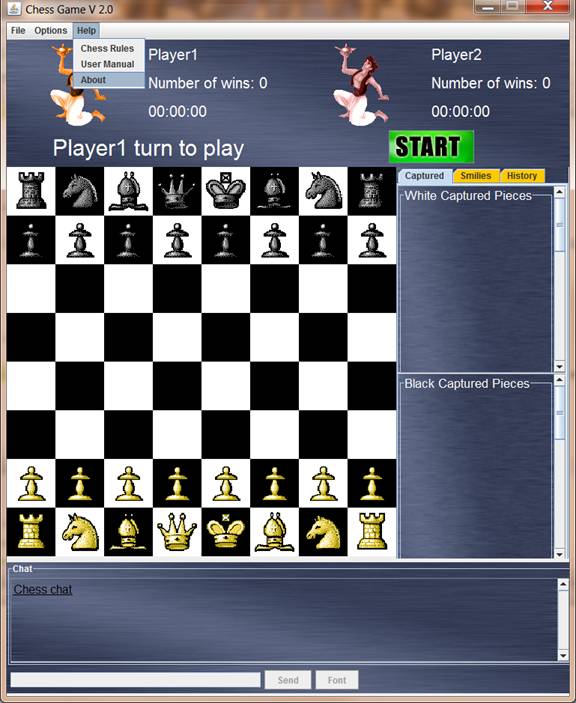 Chess Game V 2.0
File Options Help
Chess Rules
User Manual
About
Player1
Number of wins: 0
00:00:00
Player2
Number of wins: 0
00:00:00
Player1 turn to play
START
Captured Smilies History
White Captured Pieces
Black Captured Pieces
Chat
Chess chat
Send Font